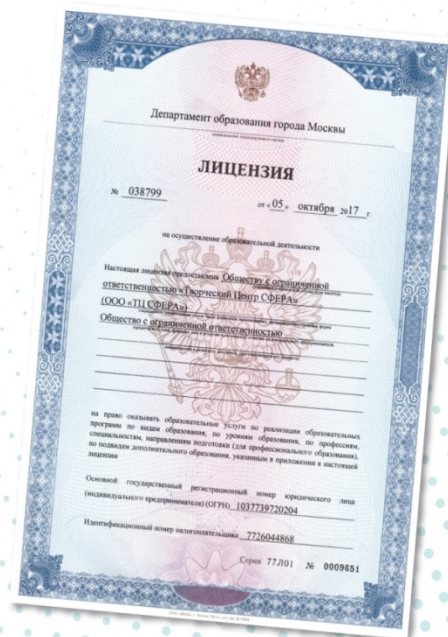 Департамент образования города Москвы
ЛИЦЕНЗИЯ
№ 038799
от « 05 » октября 2017 г.
на осуществление образовательной деятельности
Настоящая лицензия предоставлена Обществу с ограниченной
ответственностью «Творческий Центр СФЕРА»
(ООО «ТЦ СФЕРА»)
Общество с ограниченной ответственностью
на право оказывать образовательные услуги по реализации образовательных
программ по видам образования, по уровням образования, по профессиям,
специальностям, направлениям подготовки (для профессионального образования),
по подвидам дополнительного образования, указанным в приложении к настоящей
лицензии
Основной государственный регистрационный номер юридического лица
(индивидуального предпринимателя) (ОГРН) 1037739720204
Идентификационный номер налогоплательщика 7726044868
Серия 77Л01 № 0009651